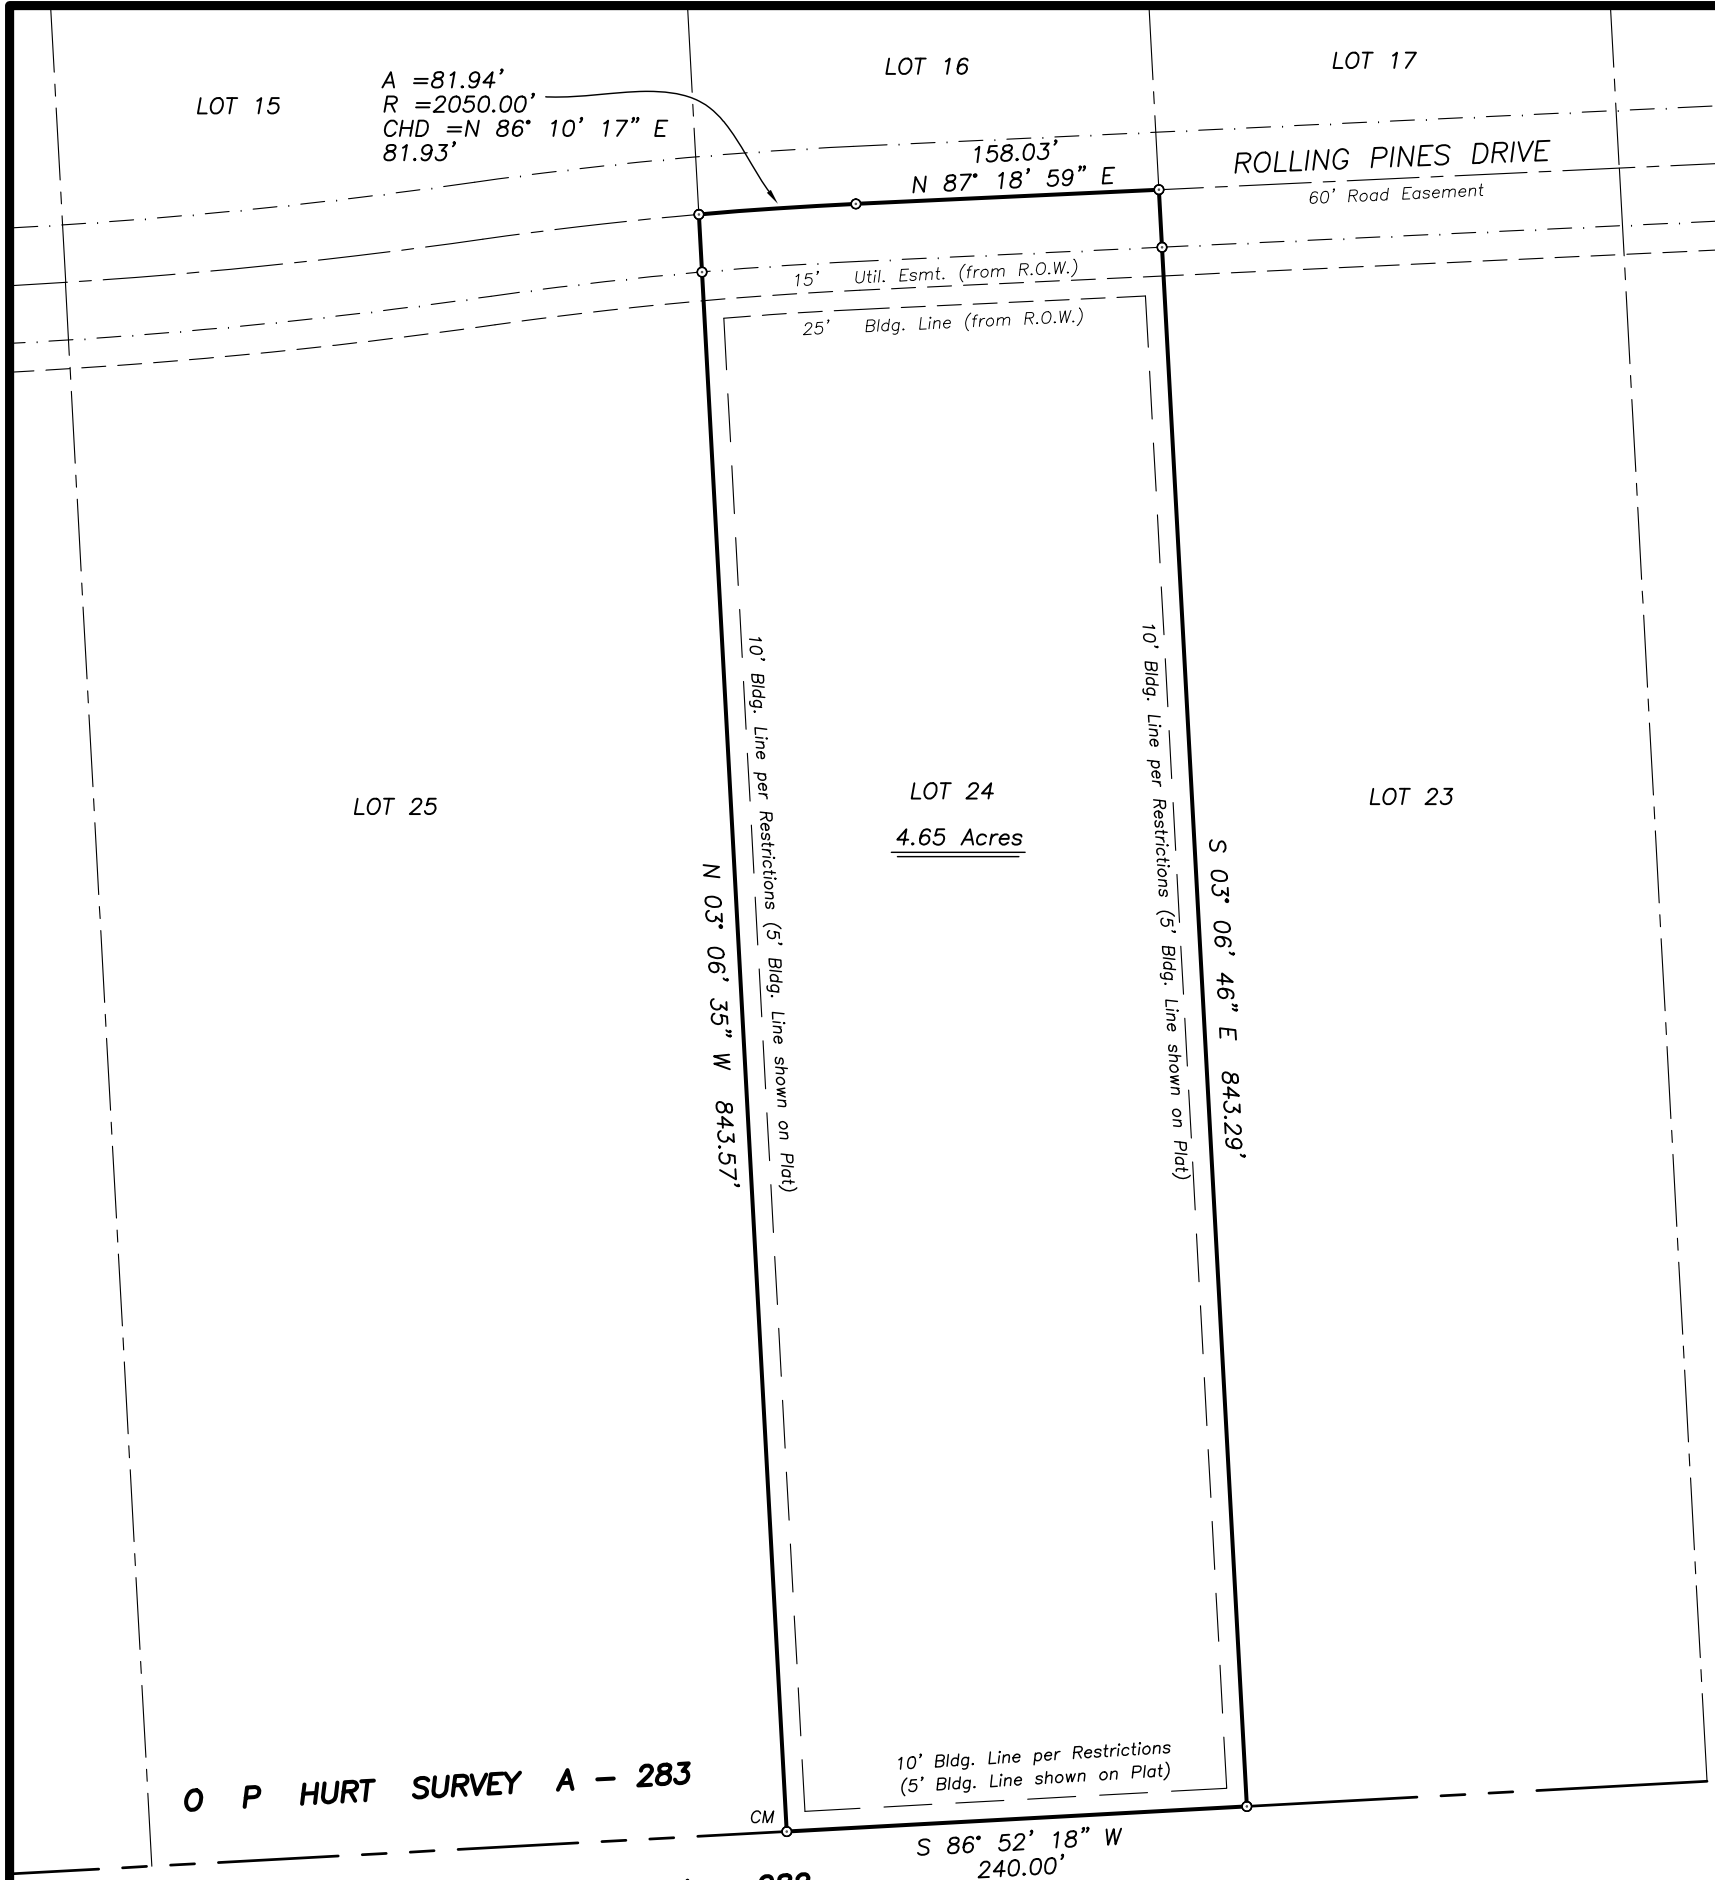 LOT 15
A =81.94'
R =2050.00'
CHD =N 86° 10' 17" E
81.93'
LOT 16
LOT 17
158.03'
N 87° 18' 59" E
ROLLING PINES DRIVE
60' Road Easement
15' Util. Esmt. (from R.O.W.)
25' Bldg. Line (from R.O.W.)
10' Bldg. Line per Restrictions (5' Bldg. Line shown on Plat)
10' Bldg. Line per Restrictions (5' Bldg. Line shown on Plat)
LOT 25
LOT 24
4.65 Acres
LOT 23
N 03° 06' 35" W 843.57'
S 03° 06' 46" E 843.29'
10' Bldg. Line per Restrictions
(5' Bldg. Line shown on Plat)
O P HURT SURVEY A - 283
CM
S 86° 52' 18" W
240.00'